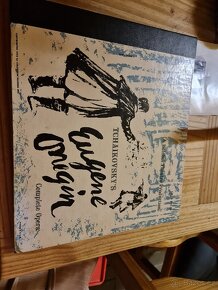 TCHAIKOVSKY'S
Eugene
Onegin
Complete Opera